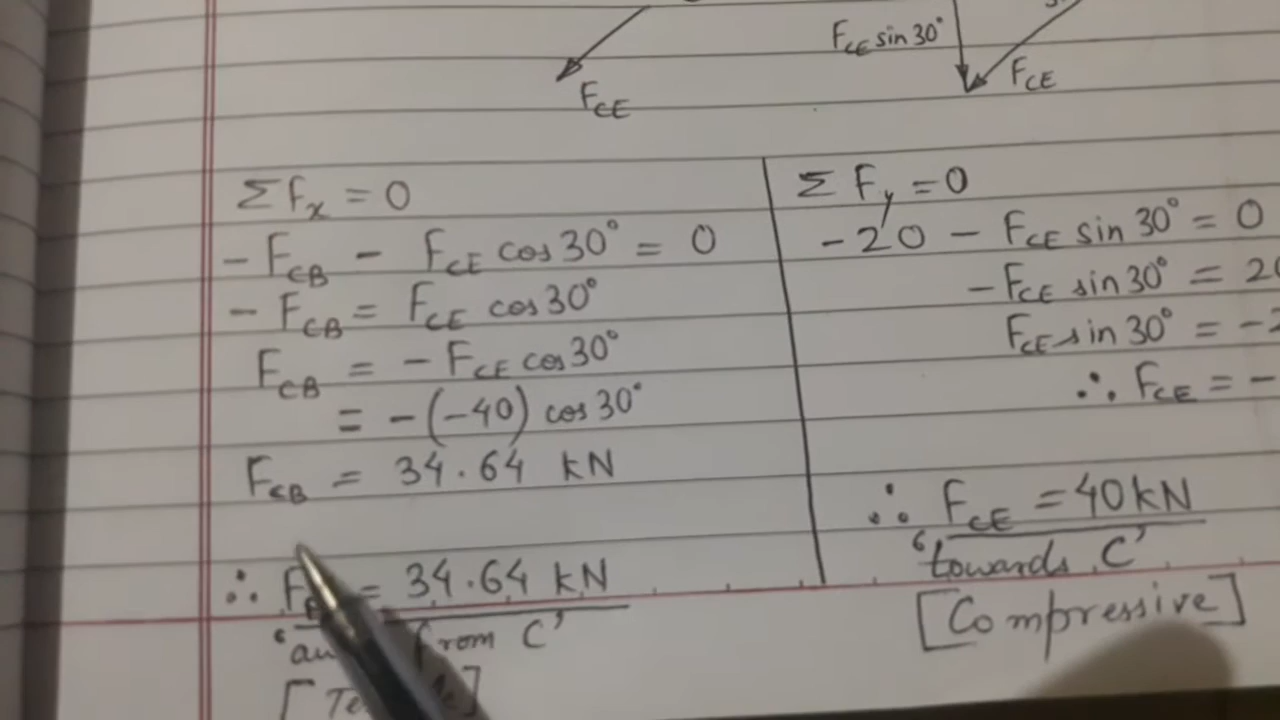 F_CE sin 30°
F_CE
F_CE
Σ F_x = 0
- F_CB - F_CE cos 30° = 0
- F_CB = F_CE cos 30°
F_CB = - F_CE cos 30°
= - (-40) cos 30°
F_CB = 34.64 kN
∴ = 34.64 kN
from C'
Σ F_y = 0
-20 - F_CE sin 30° = 0
- F_CE sin 30° =
F_CE sin 30° = -
∴ F_CE = -
∴ F_CE = 40 kN
'towards C'
[Compressive]